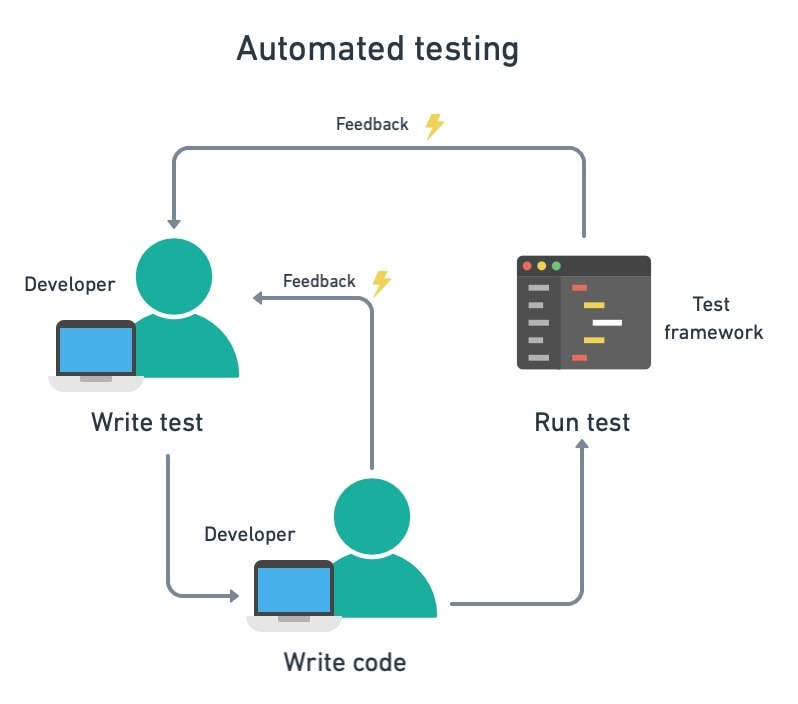 Automated testing
Feedback
Developer
Feedback
Test
framework
Write test
Run test
Developer
Write code